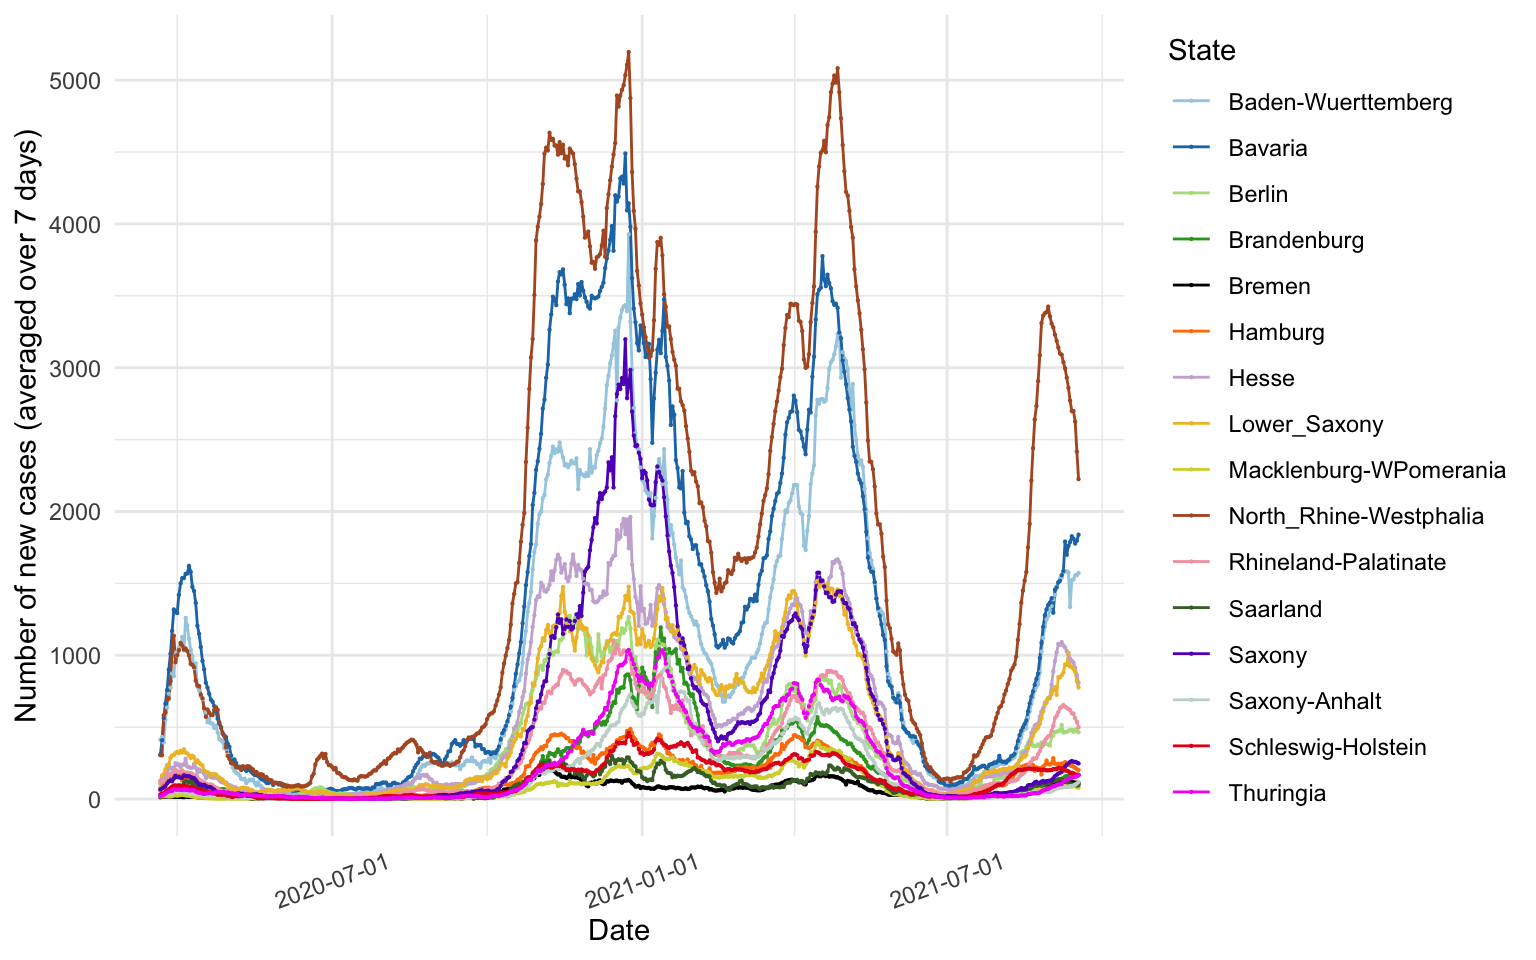 Number of new cases (averaged over 7 days)
5000
4000
3000
2000
1000
0
2020-07-01
2021-01-01
2021-07-01
Date
State
Baden-Wuerttemberg
Bavaria
Berlin
Brandenburg
Bremen
Hamburg
Hesse
Lower_Saxony
Macklenburg-WPomerania
North_Rhine-Westphalia
Rhineland-Palatinate
Saarland
Saxony
Saxony-Anhalt
Schleswig-Holstein
Thuringia